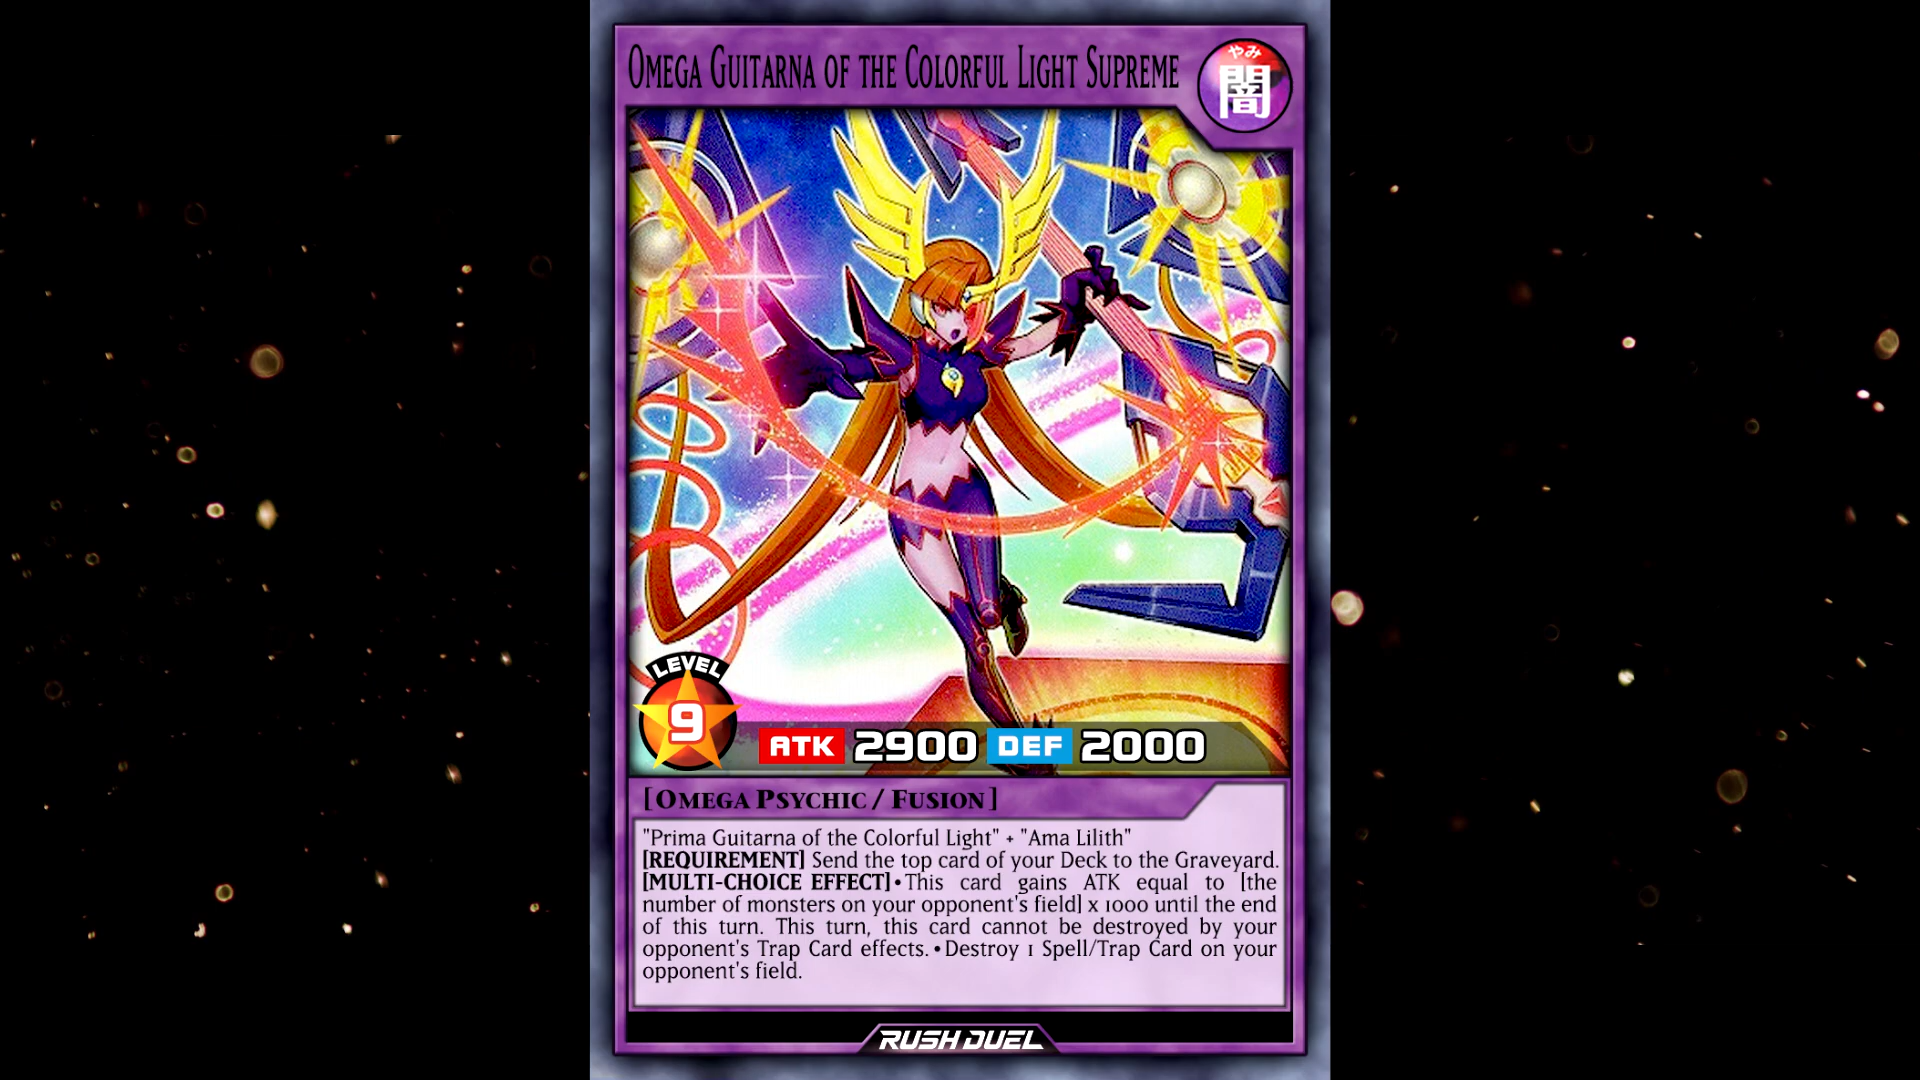 Omega Guitarna of the Colorful Light Supreme
やみ
闇
LEVEL
9
ATK 2900 DEF 2000
[Omega Psychic / Fusion]
"Prima Guitarna of the Colorful Light" + "Ama Lilith"
[REQUIREMENT] Send the top card of your Deck to the Graveyard.
[MULTI-CHOICE EFFECT]•This card gains ATK equal to [the
number of monsters on your opponent's field] x 1000 until the end
of this turn. This turn, this card cannot be destroyed by your
opponent's Trap Card effects.•Destroy 1 Spell/Trap Card on your
opponent's field.
RUSH DUEL